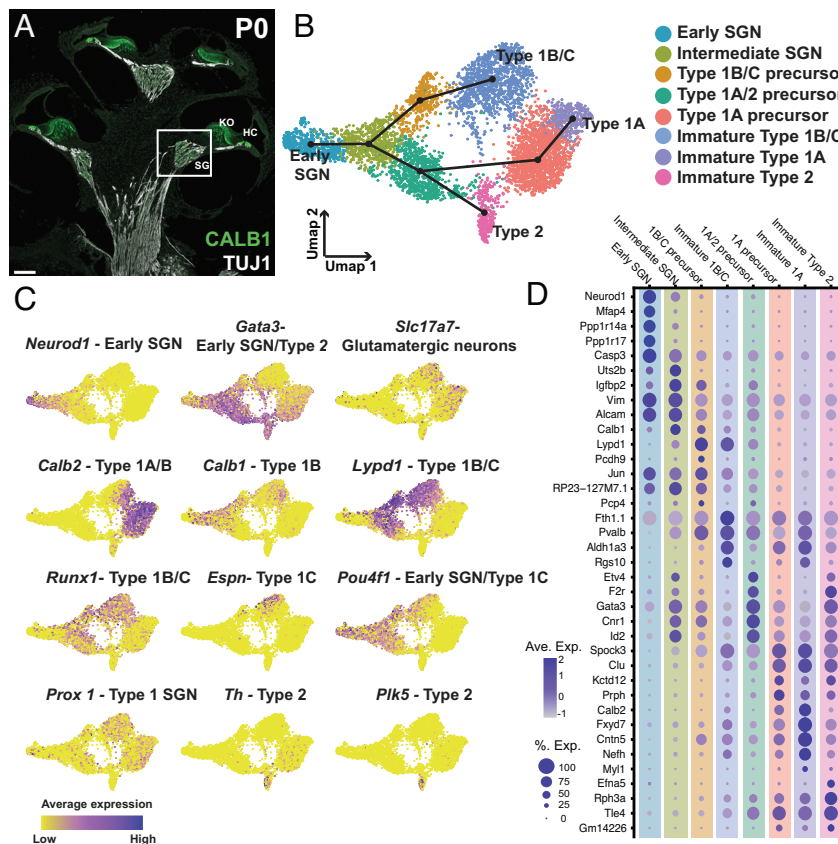 A
P0
KO
HC
SG
CALB1
TUJ1
B
Type 1B/C
Type 1A
Early
SGN
Type 2
Umap 2
Umap 1
Early SGN
Intermediate SGN
Type 1B/C precursor
Type 1A/2 precursor
Type 1A precursor
Immature Type 1B/C
Immature Type 1A
Immature Type 2
C
Neurod1 - Early SGN
Gata3-
Early SGN/Type 2
Slc17a7-
Glutamatergic neurons
Calb2 - Type 1A/B
Calb1 - Type 1B
Lypd1 - Type 1B/C
Runx1- Type 1B/C
Espn- Type 1C
Pou4f1 - Early SGN/Type 1C
Prox 1 - Type 1 SGN
Th - Type 2
Plk5 - Type 2
Average expression
Low
High
D
Early SGN
Intermediate SGN
1B/C precursor
Immature 1B/C
1A/2 precursor
1A precursor
Immature 1A
Immature Type 2
Neurod1
Mfap4
Ppp1r14a
Ppp1r17
Casp3
Uts2b
Igfbp2
Vim
Alcam
Calb1
Lypd1
Pcdh9
Jun
RP23-127M7.1
Pcp4
Fth1.1
Pvalb
Aldh1a3
Rgs10
Etv4
F2r
Gata3
Cnr1
Id2
Spock3
Clu
Kctd12
Prph
Calb2
Fxyd7
Cntn5
Nefh
Myl1
Efna5
Rph3a
Tle4
Gm14226
Ave. Exp.
2
1
0
-1
%. Exp.
100
75
50
25
0